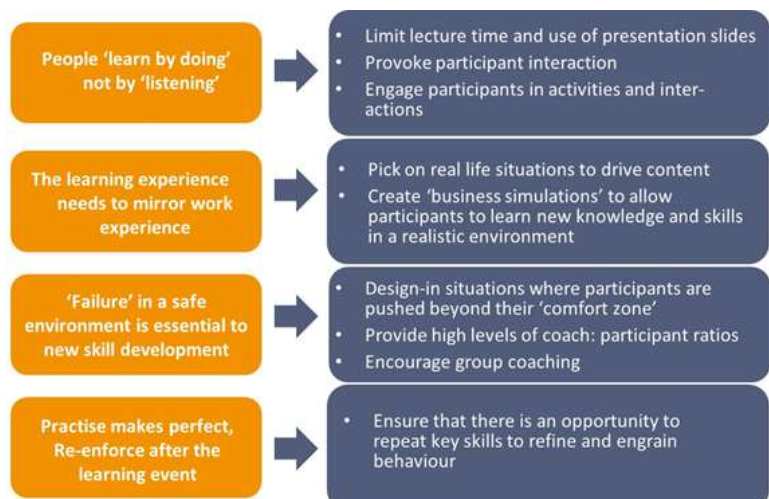 People ‘learn by doing’
not by ‘listening’
• Limit lecture time and use of presentation slides
• Provoke participant interaction
• Engage participants in activities and inter-
actions
The learning experience
needs to mirror work
experience
• Pick on real life situations to drive content
• Create ‘business simulations’ to allow
participants to learn new knowledge and skills
in a realistic environment
‘Failure’ in a safe
environment is essential to
new skill development
• Design-in situations where participants are
pushed beyond their ‘comfort zone’
• Provide high levels of coach: participant ratios
• Encourage group coaching
Practise makes perfect,
Re-enforce after the
learning event
• Ensure that there is an opportunity to
repeat key skills to refine and engrain
behaviour